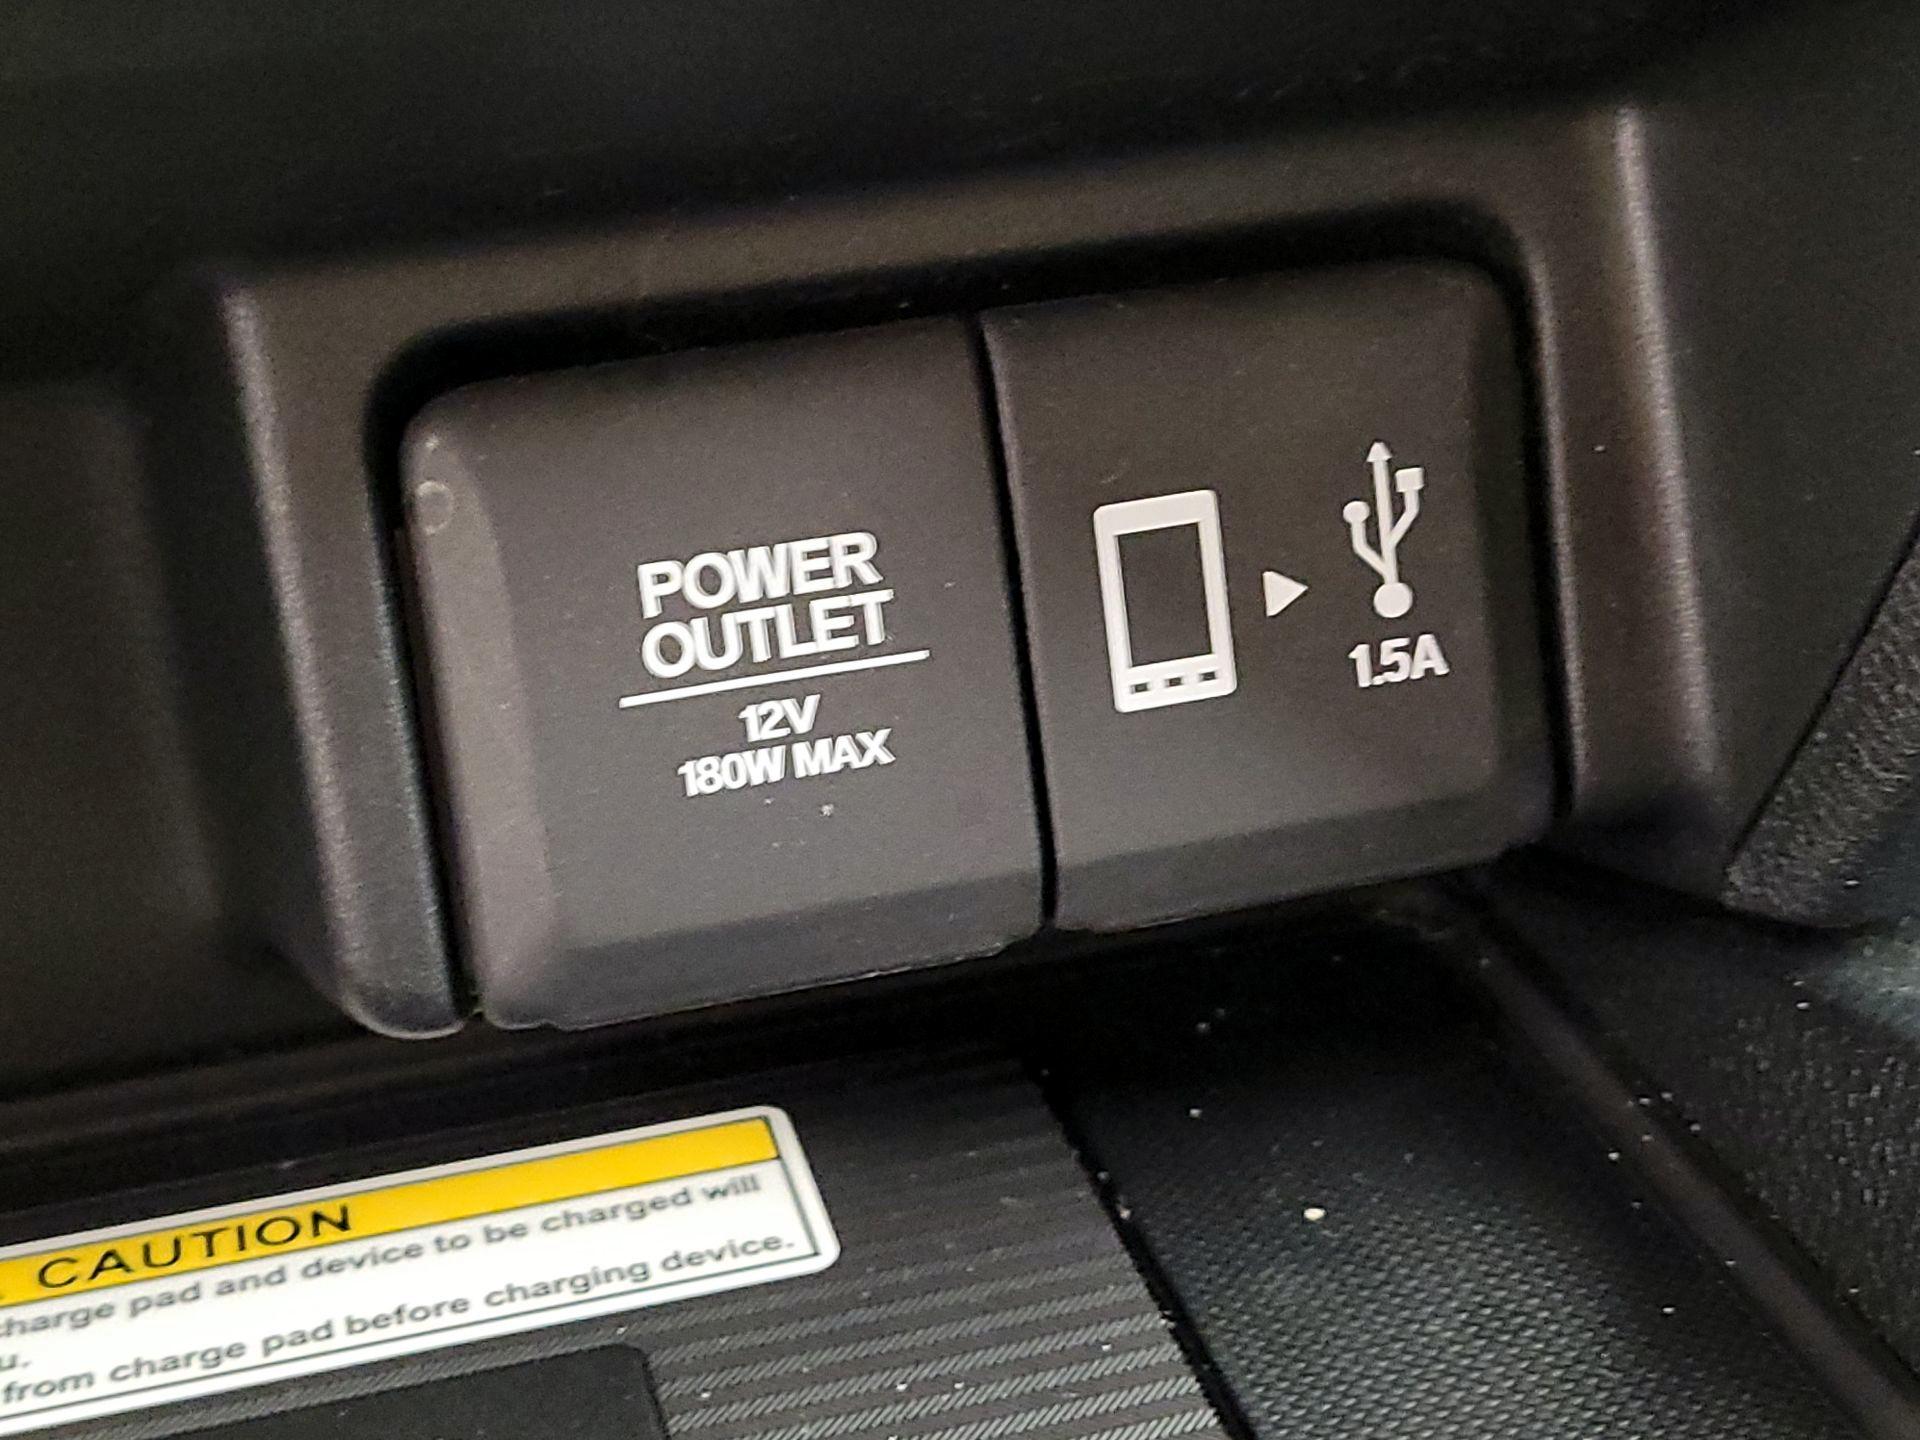 POWER
OUTLET
12V
180W MAX
1.5A
CAUTION
charge pad and device to be charged will
u.
from charge pad before charging device.